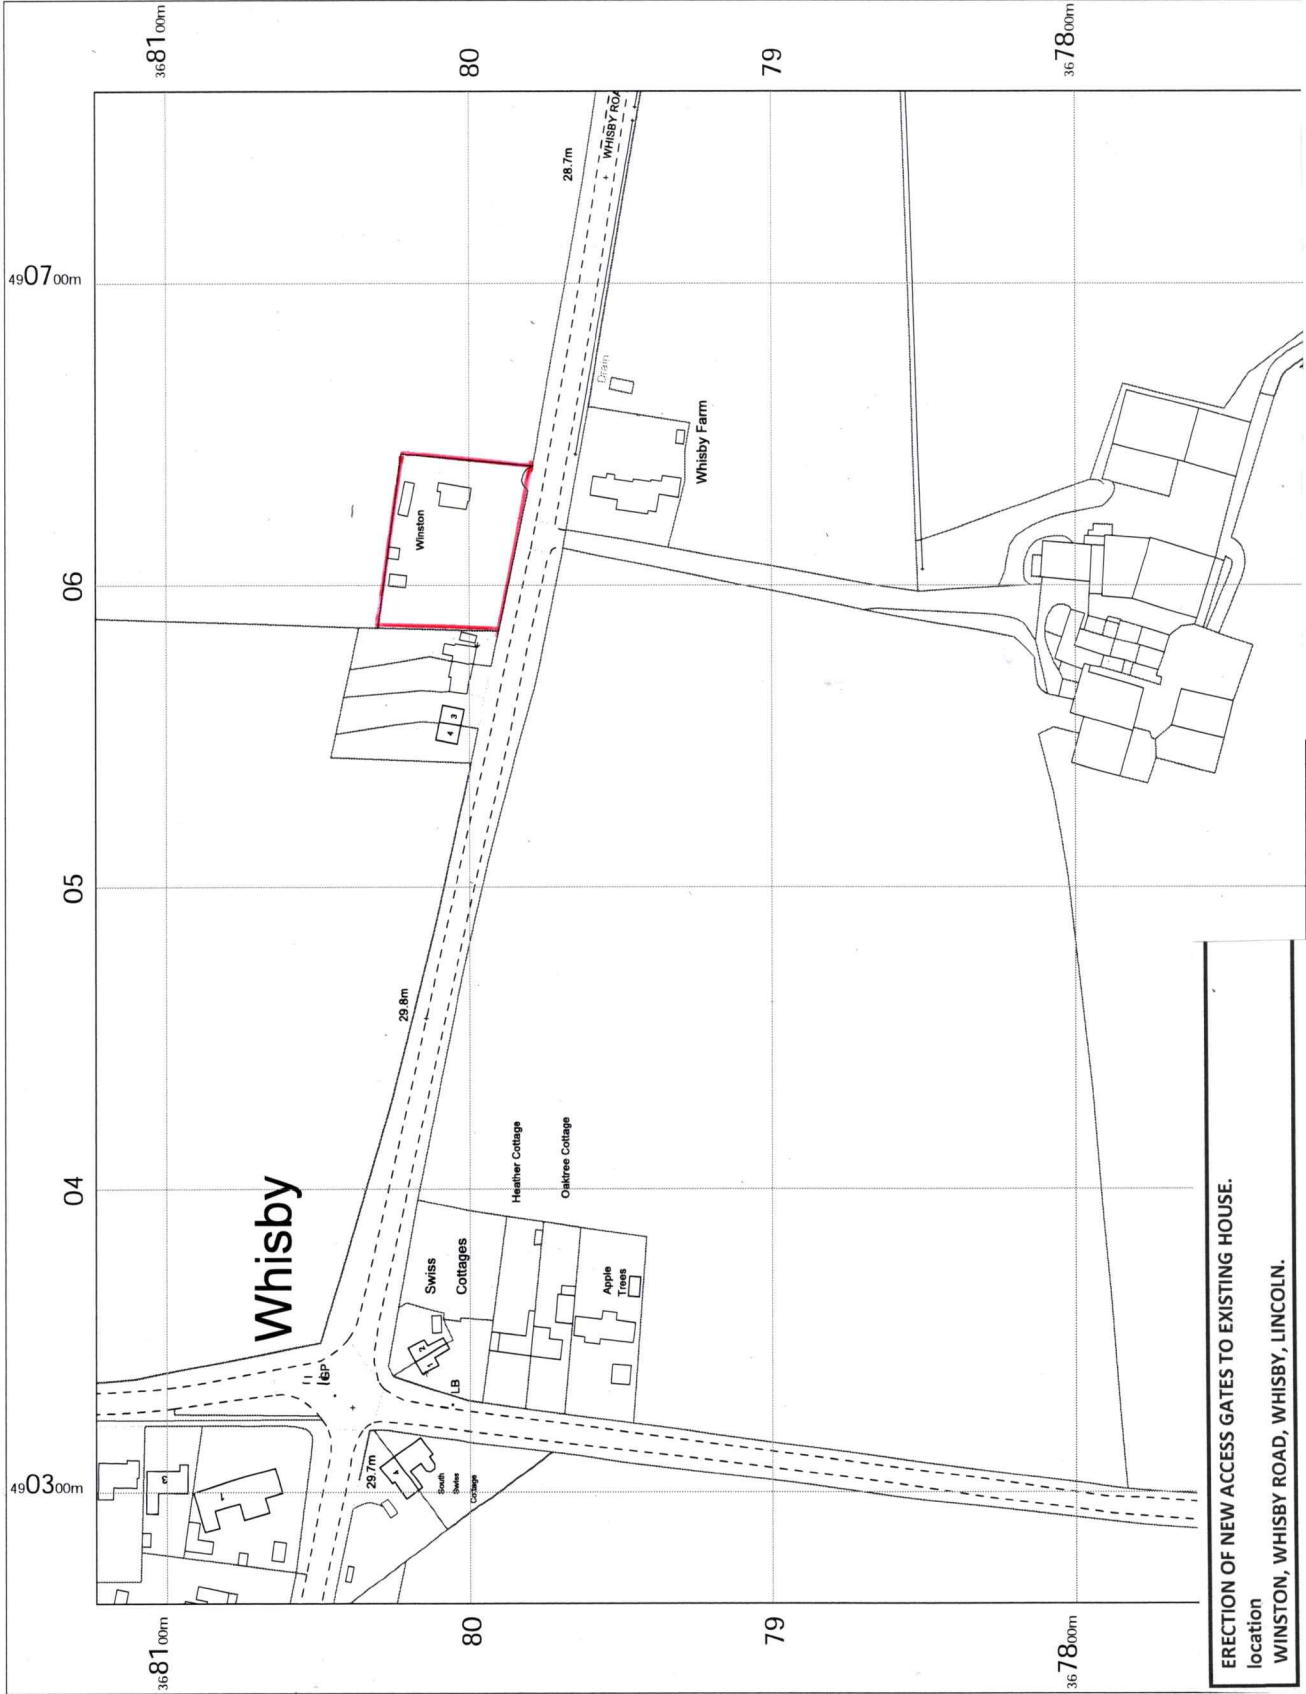 3681 00m
80
79
3678 00m
4907 00m
06
05
04
4903 00m
28.7m
WHISBY ROA
Drain
Whisby Farm
Winston
4 3
29.8m
Whisby
Heather Cottage
Oaktree Cottage
Swiss
Cottages
Apple
Trees
GP
LB
2
1
29.7m
South
Swiss
Cottage
3681 00m
80
79
3678 00m
ERECTION OF NEW ACCESS GATES TO EXISTING HOUSE.
location
WINSTON, WHISBY ROAD, WHISBY, LINCOLN.